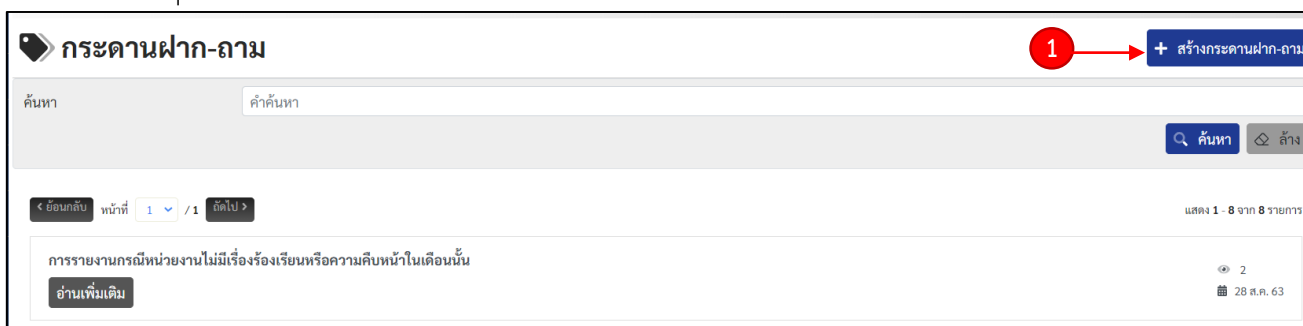 กระดานฝาก-ถาม
1
+ สร้างกระดานฝาก-ถาม
ค้นหา
คำค้นหา
ค้นหา
ล้าง
ย้อนกลับ หน้าที่ 1 / 1 ถัดไป
แสดง 1 - 8 จาก 8 รายการ
การรายงานกรณีหน่วยงานไม่มีเรื่องร้องเรียนหรือความคืบหน้าในเดือนนั้น
2
อ่านเพิ่มเติม
28 ส.ค. 63